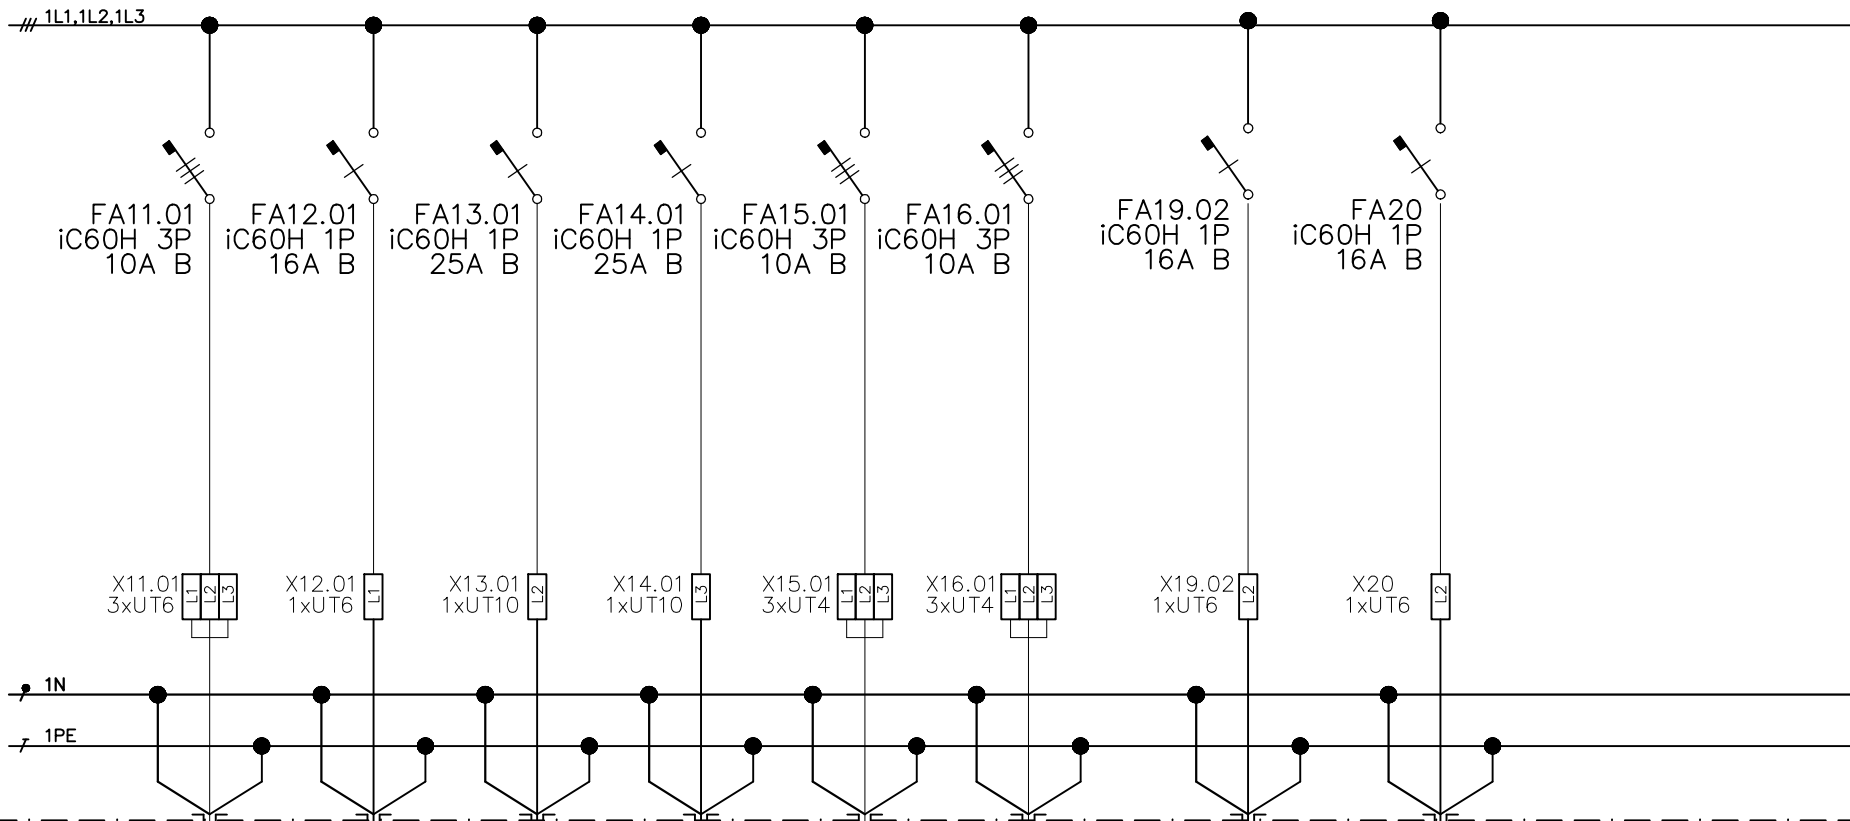 1L1,1L2,1L3
FA11.01
iC60H 3P
10A B
FA12.01
iC60H 1P
16A B
FA13.01
iC60H 1P
25A B
FA14.01
iC60H 1P
25A B
FA15.01
iC60H 3P
10A B
FA16.01
iC60H 3P
10A B
FA19.02
iC60H 1P
16A B
FA20
iC60H 1P
16A B
X11.01
3xUT6
L1 L2 L3
X12.01
1xUT6
L1
X13.01
1xUT10
L2
X14.01
1xUT10
L3
X15.01
3xUT4
L1 L2 L3
X16.01
3xUT4
L1 L2 L3
X19.02
1xUT6
L2
X20
1xUT6
L2
1N
1PE